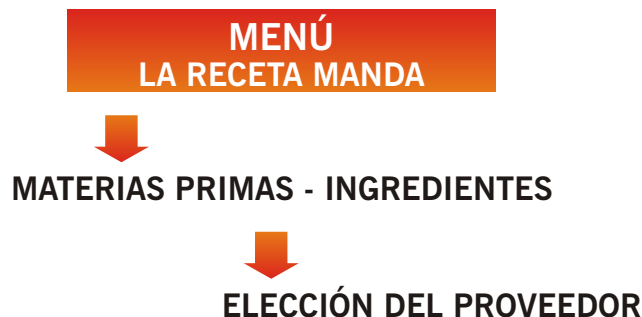 MENÚ
LA RECETA MANDA
MATERIAS PRIMAS - INGREDIENTES
ELECCIÓN DEL PROVEEDOR